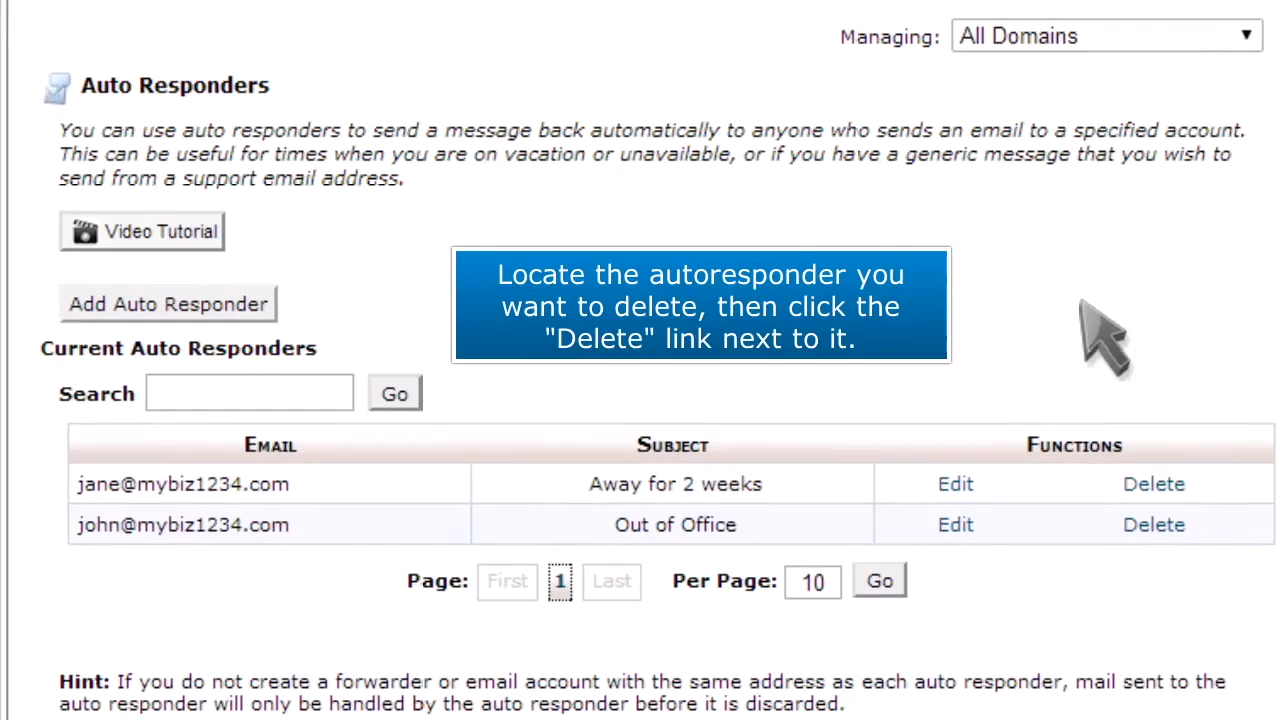 Managing: All Domains
Auto Responders
You can use auto responders to send a message back automatically to anyone who sends an email to a specified account.
This can be useful for times when you are on vacation or unavailable, or if you have a generic message that you wish to
send from a support email address.
Video Tutorial
Locate the autoresponder you
want to delete, then click the
"Delete" link next to it.
Add Auto Responder
Current Auto Responders
Search Go
Email Subject Functions
jane@mybiz1234.com Away for 2 weeks Edit Delete
john@mybiz1234.com Out of Office Edit Delete
Page: First 1 Last Per Page: 10 Go
Hint: If you do not create a forwarder or email account with the same address as each auto responder, mail sent to the
auto responder will only be handled by the auto responder before it is discarded.